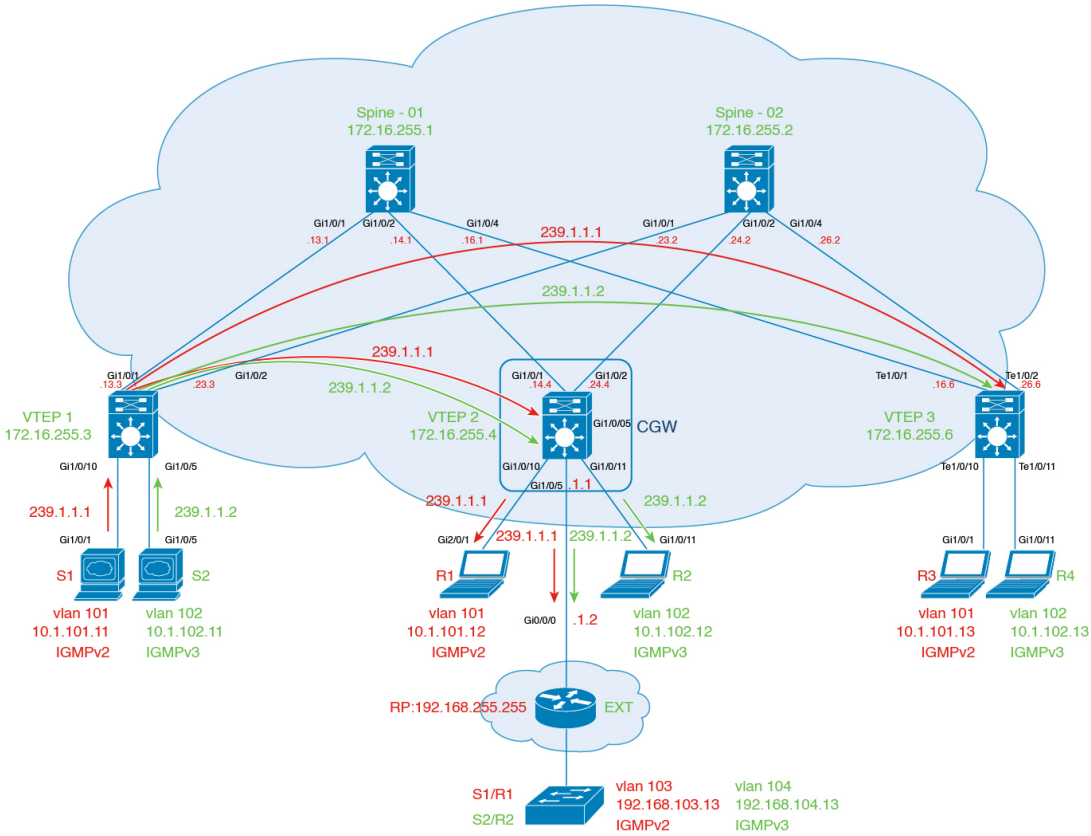 Spine - 01
172.16.255.1
Spine - 02
172.16.255.2
Gi1/0/1
Gi1/0/2
Gi1/0/4
.13.1
.14.1
.16.1
Gi1/0/1
Gi1/0/2
Gi1/0/4
.23.2
.24.2
.26.2
239.1.1.1
239.1.1.2
239.1.1.1
239.1.1.2
Gi1/0/1
.13.3
.23.3
Gi1/0/2
VTEP 1
172.16.255.3
Gi1/0/1
.14.4
Gi1/0/2
.24.4
VTEP 2
172.16.255.4
Gi1/0/05
CGW
Te1/0/1
.16.6
Te1/0/2
.26.6
VTEP 3
172.16.255.6
Gi1/0/10
Gi1/0/5
239.1.1.1
239.1.1.2
Gi1/0/1
Gi1/0/5
S1
S2
vlan 101
10.1.101.11
IGMPv2
vlan 102
10.1.102.11
IGMPv3
Gi1/0/10
Gi1/0/11
Gi1/0/5
.1.1
239.1.1.1
239.1.1.2
239.1.1.1
239.1.1.2
Gi2/0/1
Gi1/0/11
R1
R2
vlan 101
10.1.101.12
IGMPv2
vlan 102
10.1.102.12
IGMPv3
Gi0/0/0
.1.2
Te1/0/10
Te1/0/11
Gi1/0/1
Gi1/0/11
R3
R4
vlan 101
10.1.101.13
IGMPv2
vlan 102
10.1.102.13
IGMPv3
RP:192.168.255.255
EXT
S1/R1
S2/R2
vlan 103
192.168.103.13
IGMPv2
vlan 104
192.168.104.13
IGMPv3